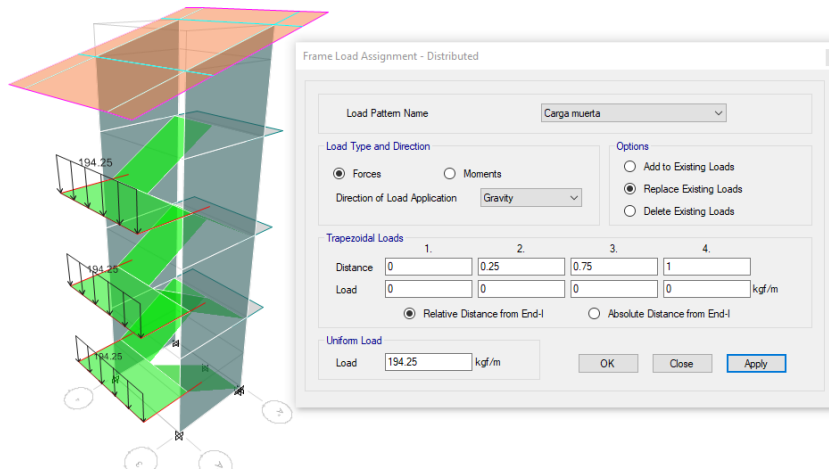 Frame Load Assignment - Distributed
Load Pattern Name
Carga muerta
Load Type and Direction
Forces
Moments
Direction of Load Application
Gravity
Options
Add to Existing Loads
Replace Existing Loads
Delete Existing Loads
Trapezoidal Loads
1. 2. 3. 4.
Distance 0 0.25 0.75 1
Load 0 0 0 0 kgf/m
Relative Distance from End-I
Absolute Distance from End-I
Uniform Load
Load 194.25 kgf/m
OK Close Apply
194.25
194.25
194.25